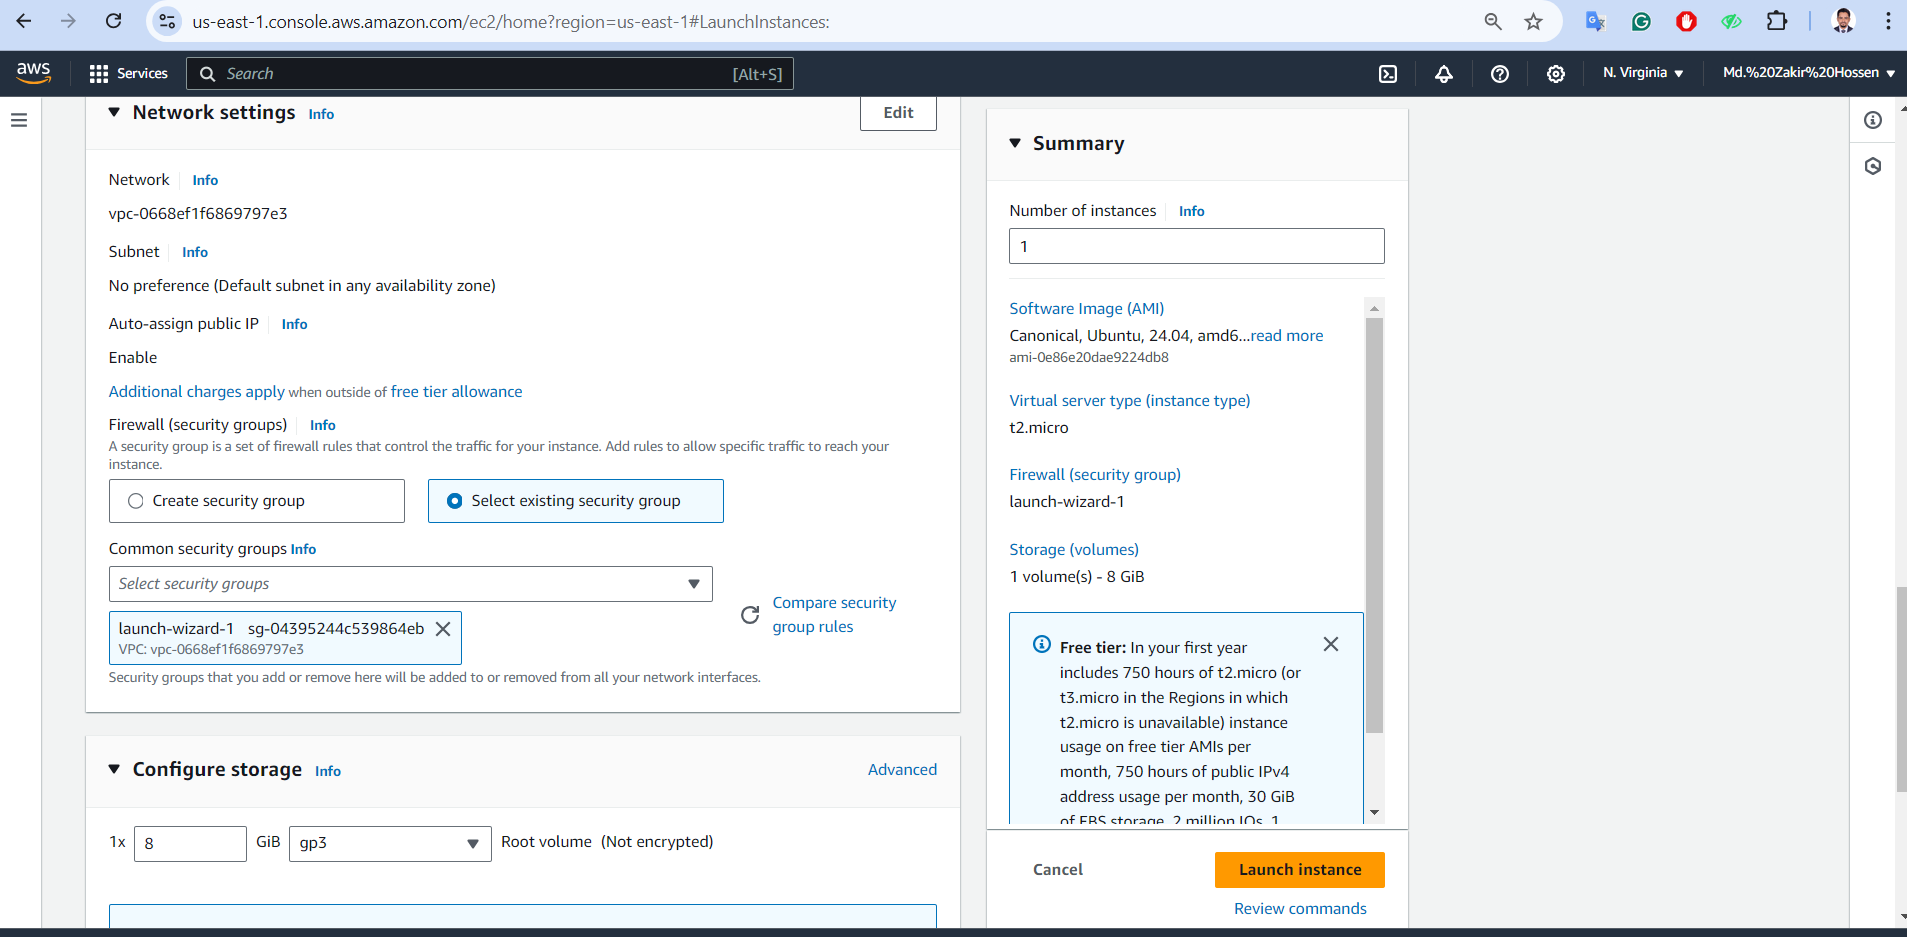 us-east-1.console.aws.amazon.com/ec2/home?region=us-east-1#LaunchInstances:
aws
Services
Search
[Alt+S]
N. Virginia
Md.%20Zakir%20Hossen
Network settings Info
Edit
Network Info
vpc-0668ef1f6869797e3
Subnet Info
No preference (Default subnet in any availability zone)
Auto-assign public IP Info
Enable
Additional charges apply when outside of free tier allowance
Firewall (security groups) Info
A security group is a set of firewall rules that control the traffic for your instance. Add rules to allow specific traffic to reach your
instance.
Create security group
Select existing security group
Common security groups Info
Select security groups
launch-wizard-1 sg-04395244c539864eb
VPC: vpc-0668ef1f6869797e3
Compare security
group rules
Security groups that you add or remove here will be added to or removed from all your network interfaces.
Configure storage Info
Advanced
1x 8 GiB gp3 Root volume (Not encrypted)
Summary
Number of instances Info
1
Software Image (AMI)
Canonical, Ubuntu, 24.04, amd6...read more
ami-0e86e20dae9224db8
Virtual server type (instance type)
t2.micro
Firewall (security group)
launch-wizard-1
Storage (volumes)
1 volume(s) - 8 GiB
Free tier: In your first year
includes 750 hours of t2.micro (or
t3.micro in the Regions in which
t2.micro is unavailable) instance
usage on free tier AMIs per
month, 750 hours of public IPv4
address usage per month, 30 GiB
of EBS storage, 2 million IOs, 1
Cancel
Launch instance
Review commands